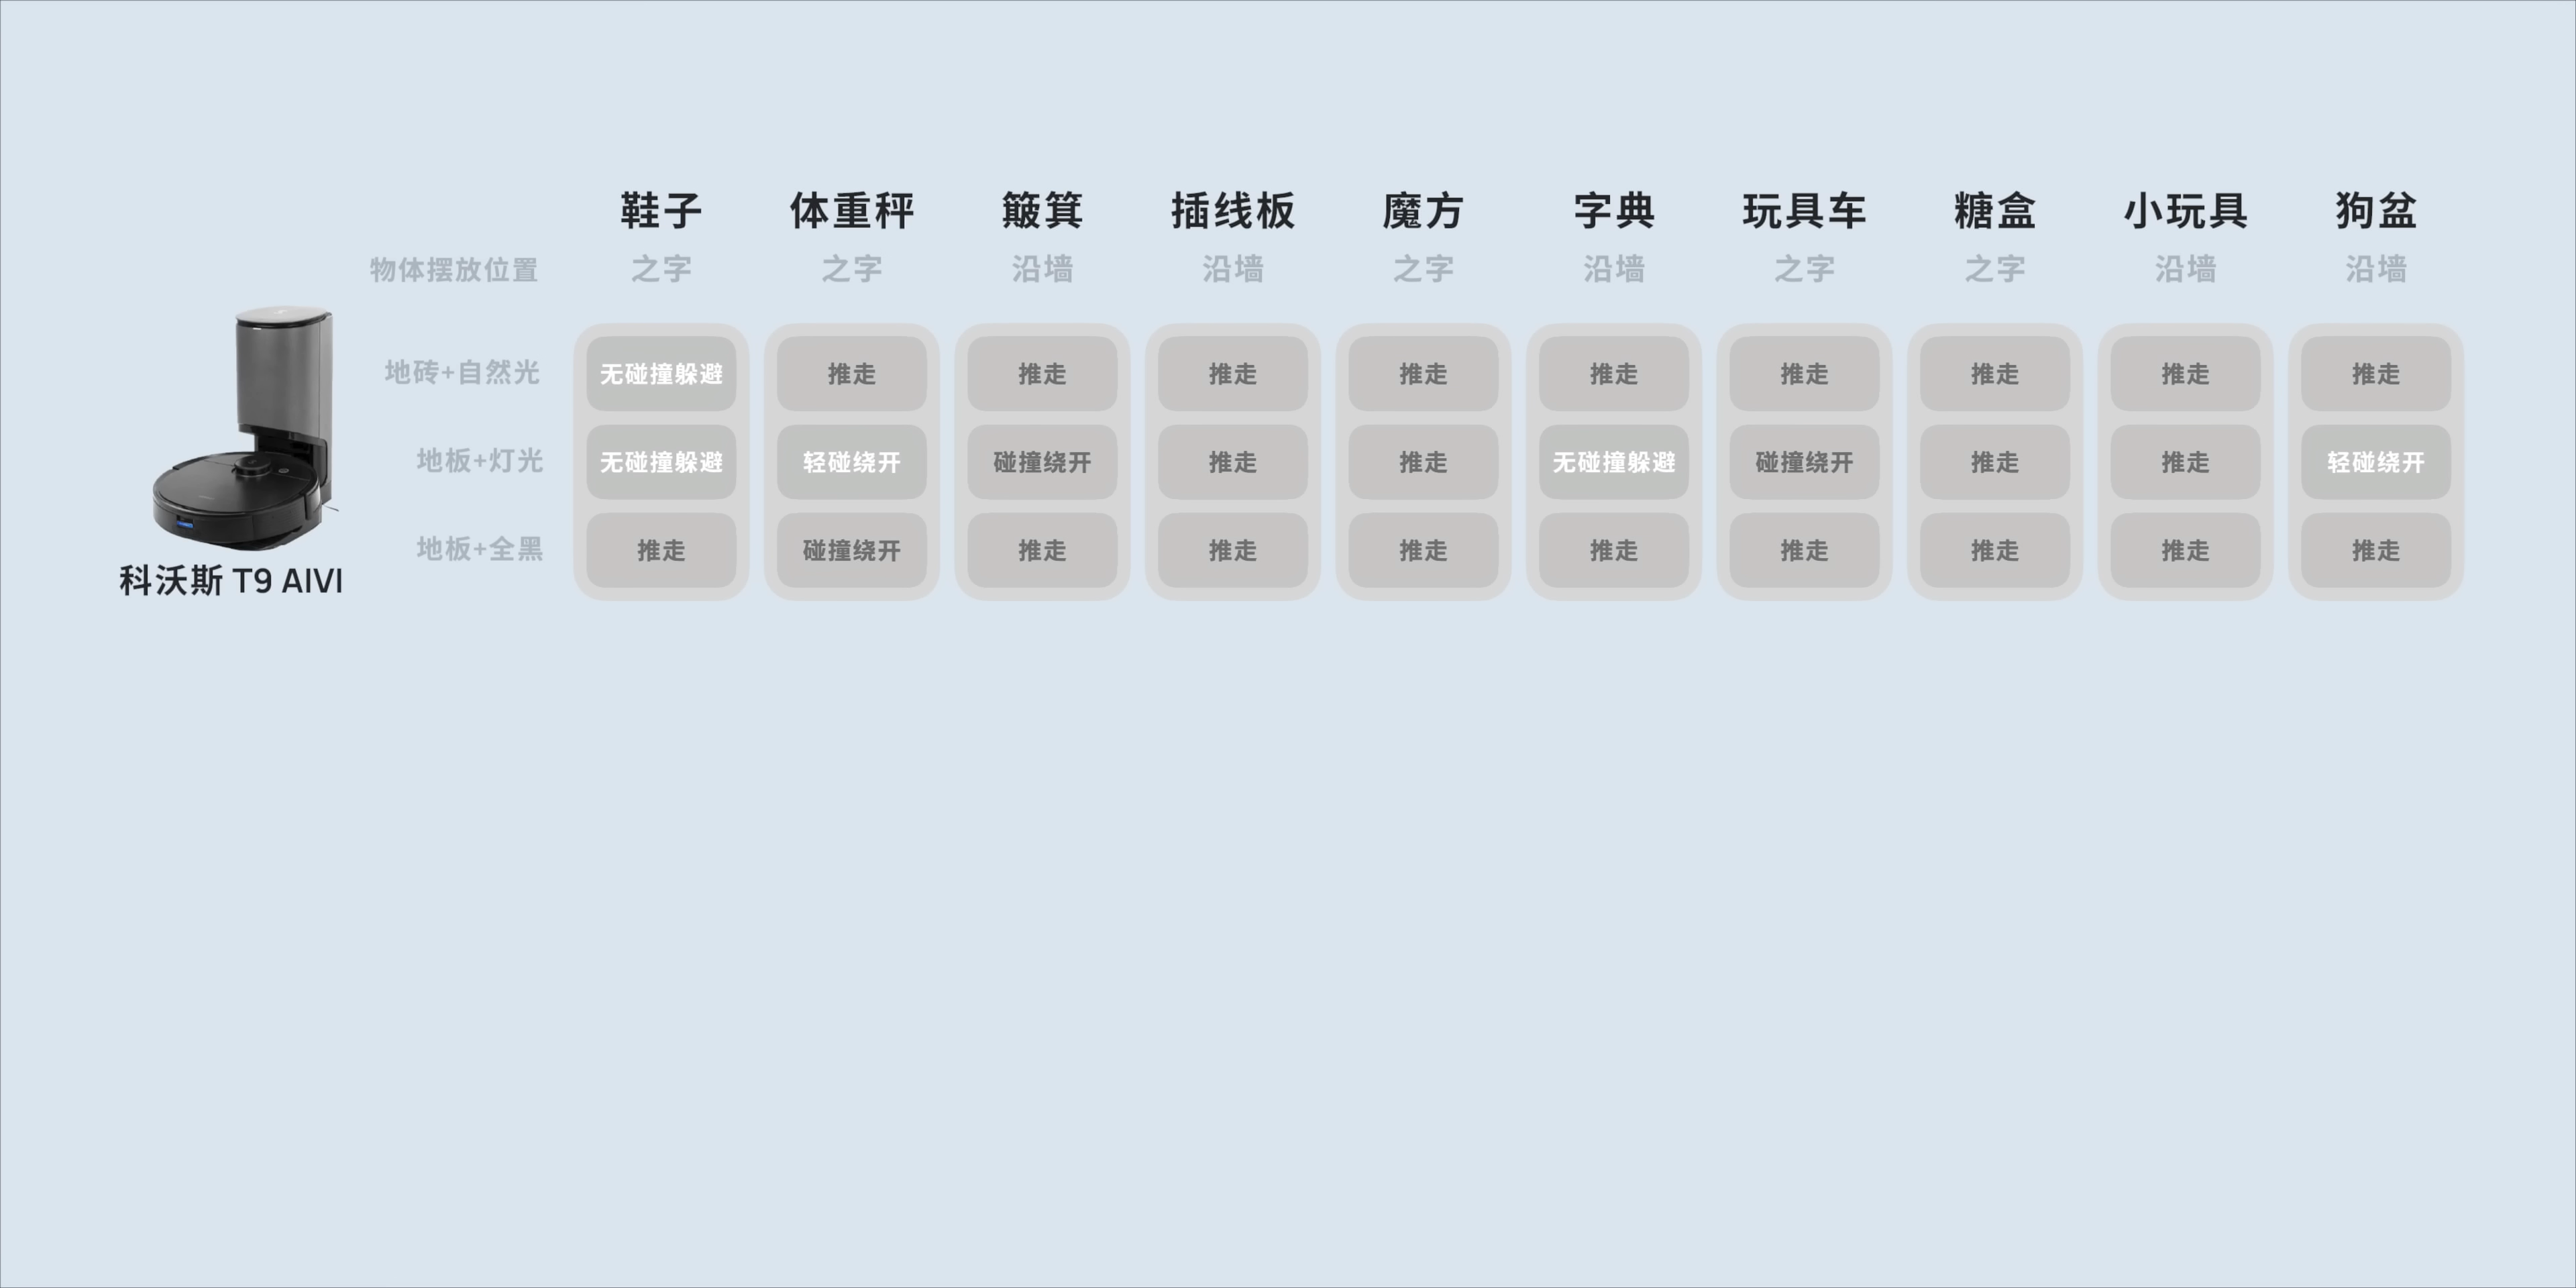 鞋子 体重秤 簸箕 插线板 魔方 字典 玩具车 糖盒 小玩具 狗盆
物体摆放位置 之字 之字 沿墙 沿墙 之字 沿墙 之字 之字 沿墙 沿墙
地砖+自然光 无碰撞躲避 推走 推走 推走 推走 推走 推走 推走 推走 推走
地板+灯光 无碰撞躲避 轻碰绕开 碰撞绕开 推走 推走 无碰撞躲避 碰撞绕开 推走 推走 轻碰绕开
地板+全黑 推走 碰撞绕开 推走 推走 推走 推走 推走 推走 推走 推走
科沃斯 T9 AIVI